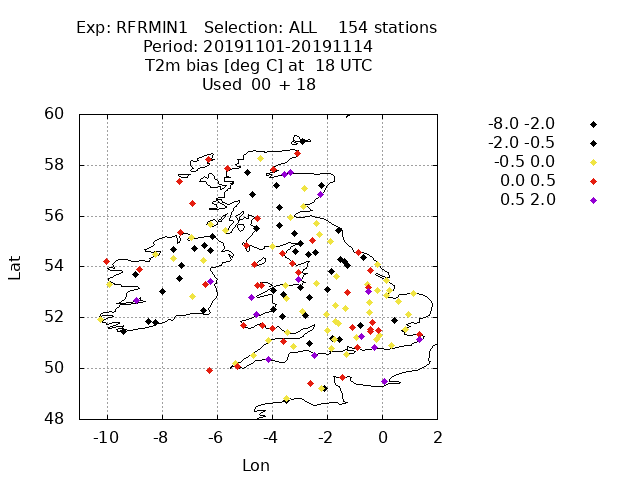 Exp: RFRMIN1 Selection: ALL 154 stations
Period: 20191101-20191114
T2m bias [deg C] at 18 UTC
Used 00 + 18
60
58
56
54
52
50
48
Lat
-10 -8 -6 -4 -2 0 2
Lon
-8.0 -2.0
-2.0 -0.5
-0.5 0.0
0.0 0.5
0.5 2.0